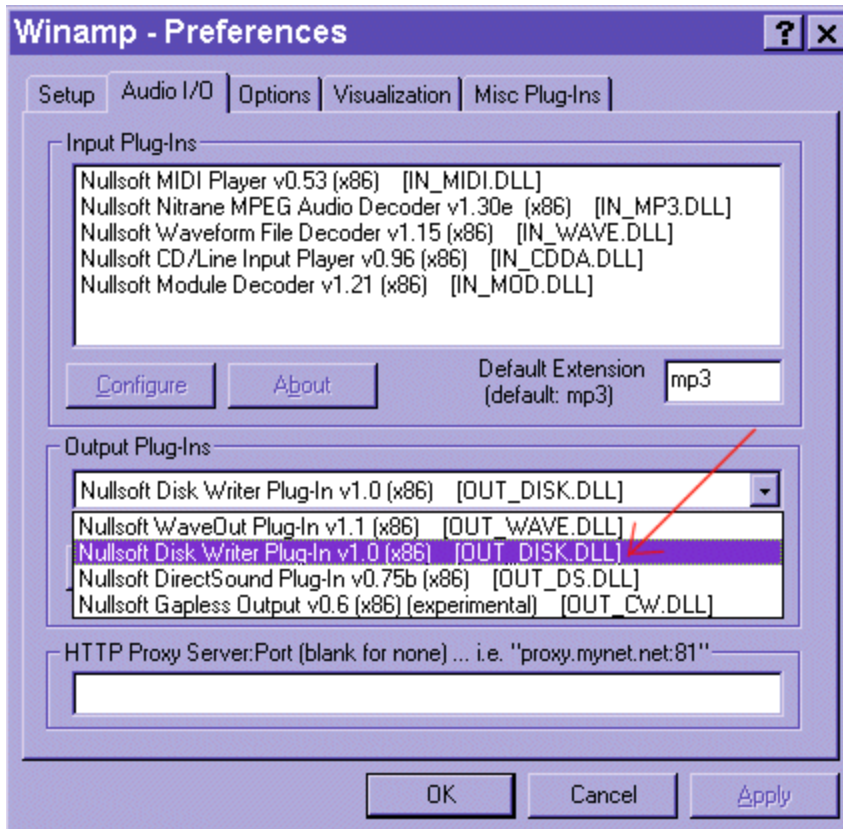 Winamp - Preferences
Setup Audio I/O Options Visualization Misc Plug-Ins
Input Plug-Ins
Nullsoft MIDI Player v0.53 (x86) [IN_MIDI.DLL]
Nullsoft Nitrane MPEG Audio Decoder v1.30e (x86) [IN_MP3.DLL]
Nullsoft Waveform File Decoder v1.15 (x86) [IN_WAVE.DLL]
Nullsoft CD/Line Input Player v0.96 (x86) [IN_CDDA.DLL]
Nullsoft Module Decoder v1.21 (x86) [IN_MOD.DLL]
Configure About Default Extension (default: mp3) mp3
Output Plug-Ins
Nullsoft Disk Writer Plug-In v1.0 (x86) [OUT_DISK.DLL]
Nullsoft WaveOut Plug-In v1.1 (x86) [OUT_WAVE.DLL]
Nullsoft Disk Writer Plug-In v1.0 (x86) [OUT_DISK.DLL]
Nullsoft DirectSound Plug-In v0.75b (x86) [OUT_DS.DLL]
Nullsoft Gapless Output v0.6 (x86) (experimental) [OUT_CW.DLL]
HTTP Proxy Server:Port (blank for none) ... i.e. "proxy.mynet.net:81"
OK Cancel Apply